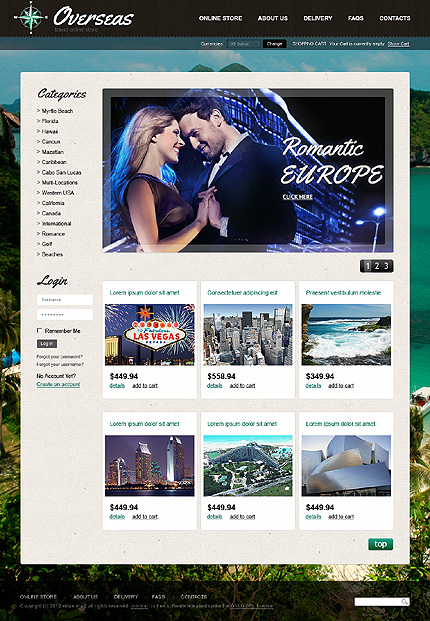 Overseas
travel online store
ONLINE STORE
ABOUT US
DELIVERY
FAQS
CONTACTS
Currencies
US Dollar
Change
SHOPPING CART: Your Cart is currently empty. Show Cart
Categories
> Myrtle Beach
> Florida
> Hawaii
> Cancun
> Mazatlan
> Caribbean
> Cabo San Lucas
> Multi-Locations
> Western USA
> California
> Canada
> International
> Romance
> Golf
> Beaches
Romantic
EUROPE
CLICK HERE
1 2 3
Login
Username
Remember Me
Log in
Forgot your password?
Forgot your username?
No Account Yet?
Create an account
Lorem ipsum dolor sit amet
WELCOME
TO Fabulous
LAS VEGAS
NEVADA
$449.94
details add to cart
Consectetuer adipiscing elit
$558.94
details add to cart
Praesent vestibulum molestie
$349.94
details add to cart
Lorem ipsum dolor sit amet
$449.94
details add to cart
Lorem ipsum dolor sit amet
$449.94
details add to cart
Lorem ipsum dolor sit amet
$449.94
details add to cart
top
ONLINE STORE
ABOUT US
DELIVERY
FAQS
CONTACTS